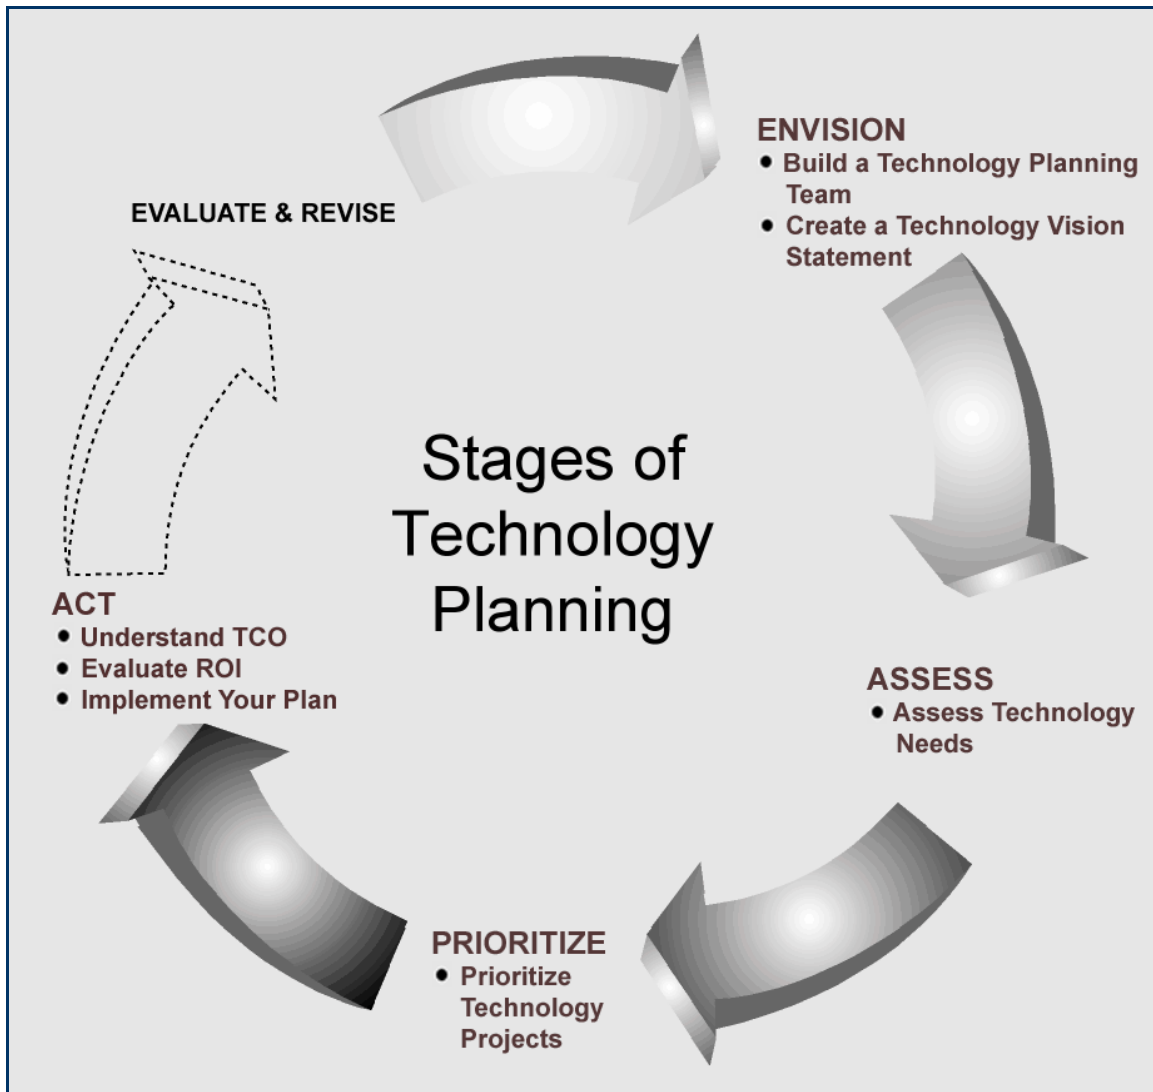 ENVISION
• Build a Technology Planning
Team
• Create a Technology Vision
Statement
EVALUATE & REVISE
Stages of
Technology
Planning
ACT
• Understand TCO
• Evaluate ROI
• Implement Your Plan
ASSESS
• Assess Technology
Needs
PRIORITIZE
• Prioritize
Technology
Projects